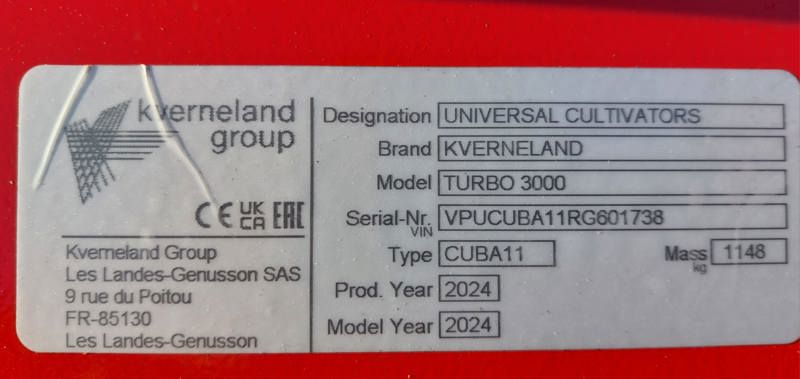 kverneland
group
CE UK CA EAC
Kverneland Group
Les Landes-Genusson SAS
9 rue du Poitou
FR-85130
Les Landes-Genusson
Designation UNIVERSAL CULTIVATORS
Brand KVERNELAND
Model TURBO 3000
Serial-Nr. VIN VPUCUBA11RG601738
Type CUBA11 Mass kg 1148
Prod. Year 2024
Model Year 2024